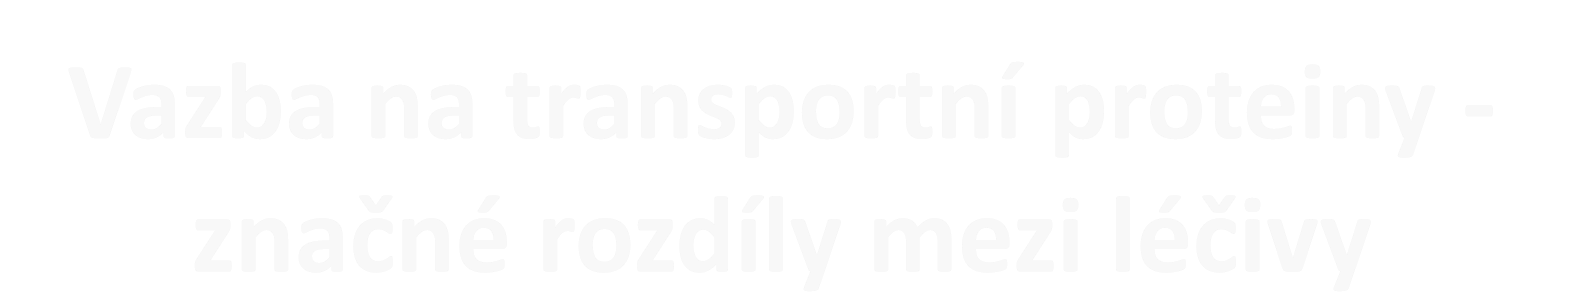 Vazba na transportní proteiny -
značné rozdíly mezi léčivy